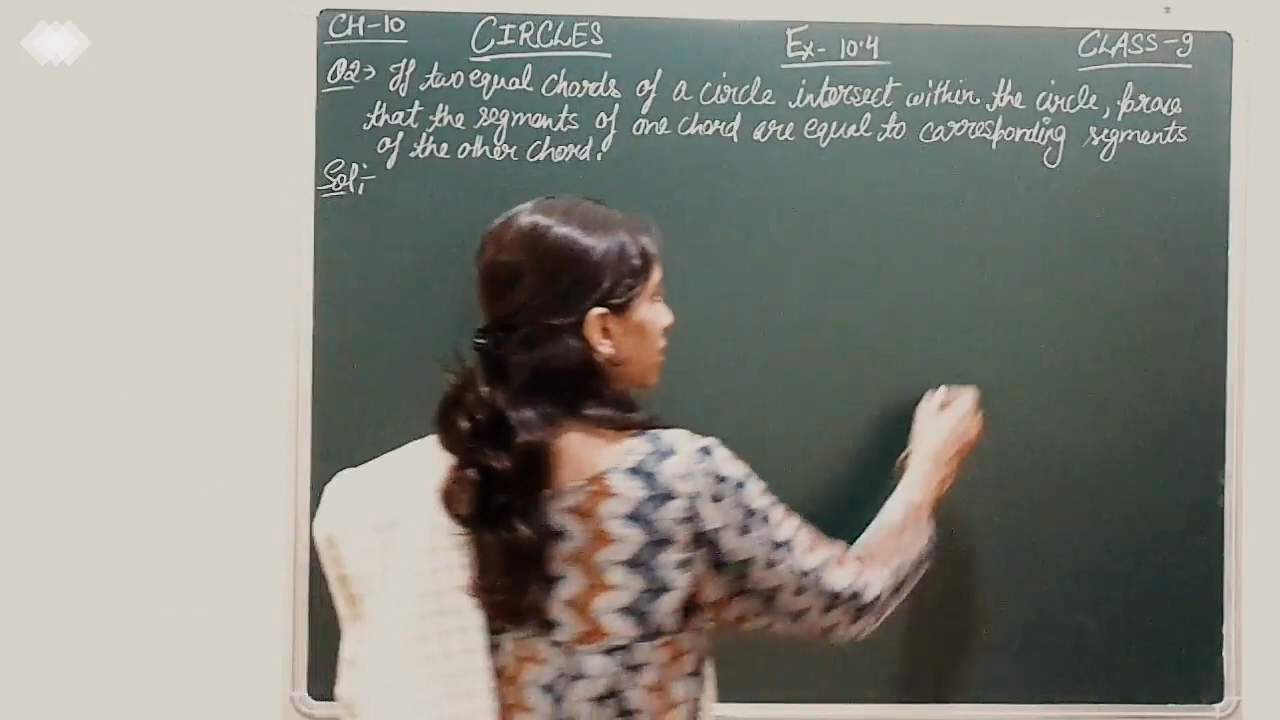 CH-10 CIRCLES Ex- 10.4 CLASS-9
Q2→ If two equal chords of a circle intersect within the circle, prove
that the segments of one chord are equal to corresponding segments
of the other chord.
Sol:-